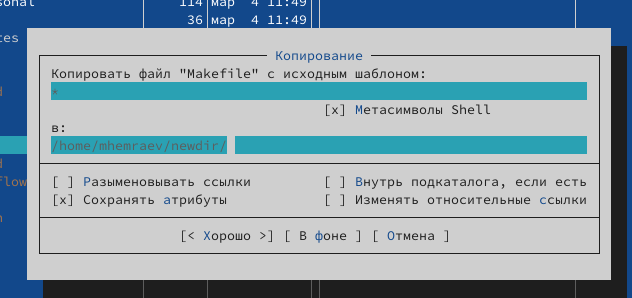 sonal 114 мар 4 11:49
36 мар 4 11:49
tes
Копирование
Копировать файл "Makefile" с исходным шаблоном:
*
[x] Метасимволы Shell
в:
/home/mhemraev/newdir/
d
[ ] Разыменовывать ссылки [ ] Внутрь подкаталога, если есть
flow
[x] Сохранять атрибуты [ ] Изменять относительные ссылки
[< Хорошо >] [ В фоне ] [ Отмена ]